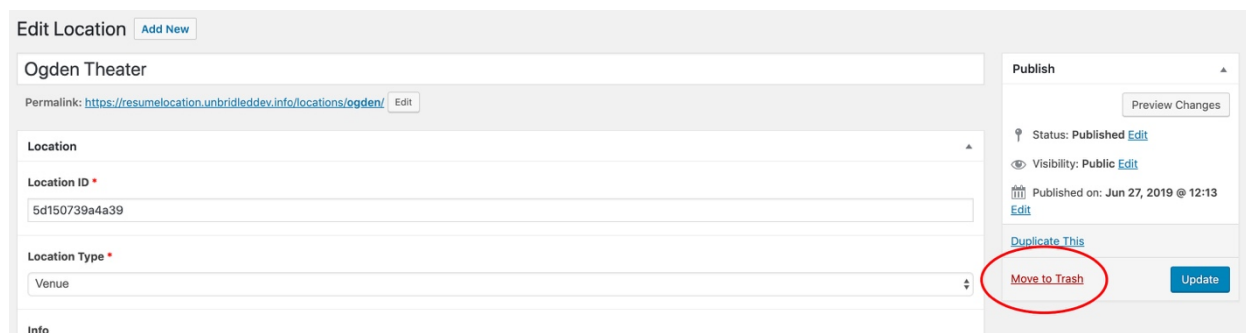 Edit Location Add New
Ogden Theater
Permalink: https://resumelocation.unbridleddev.info/locations/ogden/ Edit
Location
Location ID *
5d150739a4a39
Location Type *
Venue
Info
Publish
Preview Changes
Status: Published Edit
Visibility: Public Edit
Published on: Jun 27, 2019 @ 12:13
Edit
Duplicate This
Move to Trash Update